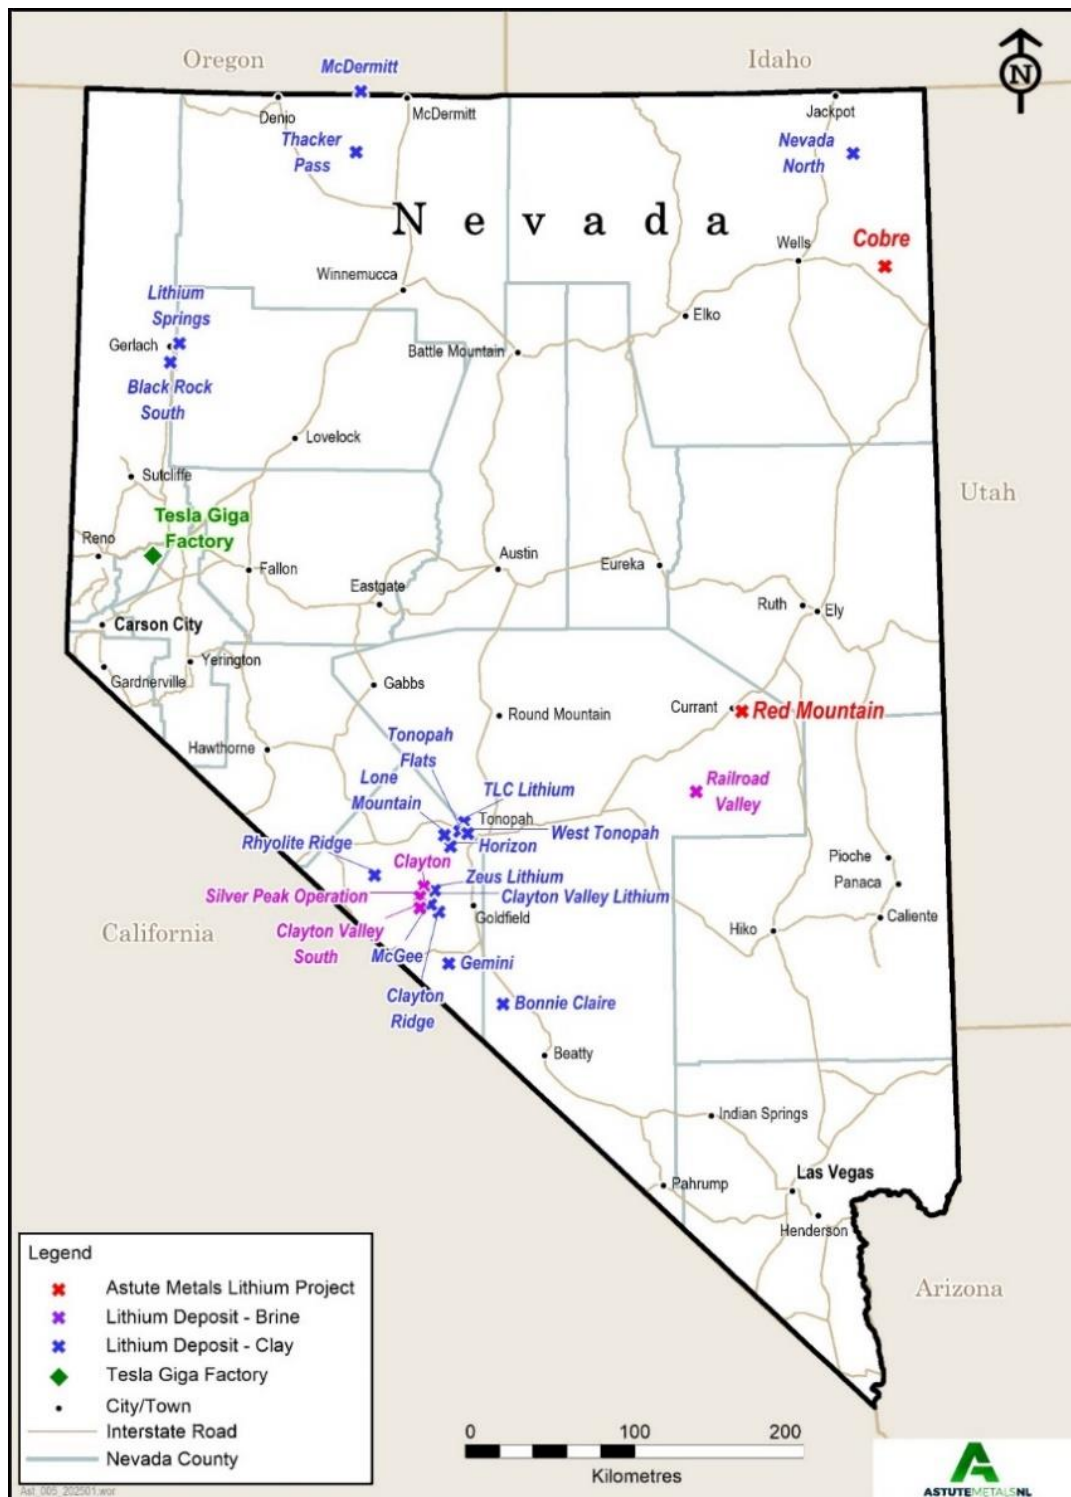 Oregon
McDermitt
Idaho
N
Denio
McDermitt
Jackpot
Thacker
Pass
Nevada
North
Nevada
Wells
Cobre
Winnemucca
Lithium
Springs
Elko
Gerlach
Battle Mountain
Black Rock
South
Lovelock
Sutcliffe
Utah
Tesla Giga
Factory
Reno
Fallon
Austin
Eureka
Eastgate
Ruth
Ely
Carson City
Yerington
Gardnerville
Gabbs
Currant
Red Mountain
Round Mountain
Hawthorne
Tonopah
Flats
Lone
Mountain
TLC Lithium
Railroad
Valley
Tonopah
West Tonopah
Rhyolite Ridge
Horizon
Clayton
Zeus Lithium
Silver Peak Operation
Clayton Valley Lithium
Pioche
Panaca
Goldfield
Caliente
California
Clayton Valley
South
McGee
Hiko
Gemini
Clayton
Ridge
Bonnie Claire
Beatty
Indian Springs
Las Vegas
Pahrump
Henderson
Arizona
Legend
Astute Metals Lithium Project
Lithium Deposit - Brine
Lithium Deposit - Clay
Tesla Giga Factory
City/Town
Interstate Road
Nevada County
0 100 200
Kilometres
ASTUTEMETALSNL
Ast_005_202501.wor